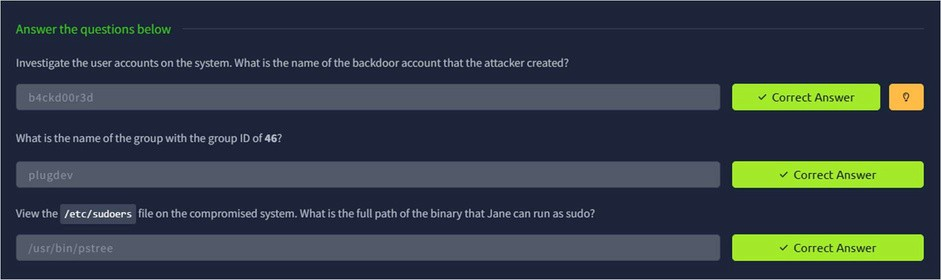 Answer the questions below
Investigate the user accounts on the system. What is the name of the backdoor account that the attacker created?
b4ckd00r3d
✓ Correct Answer
What is the name of the group with the group ID of 46?
plugdev
✓ Correct Answer
View the /etc/sudoers file on the compromised system. What is the full path of the binary that Jane can run as sudo?
/usr/bin/pstree
✓ Correct Answer